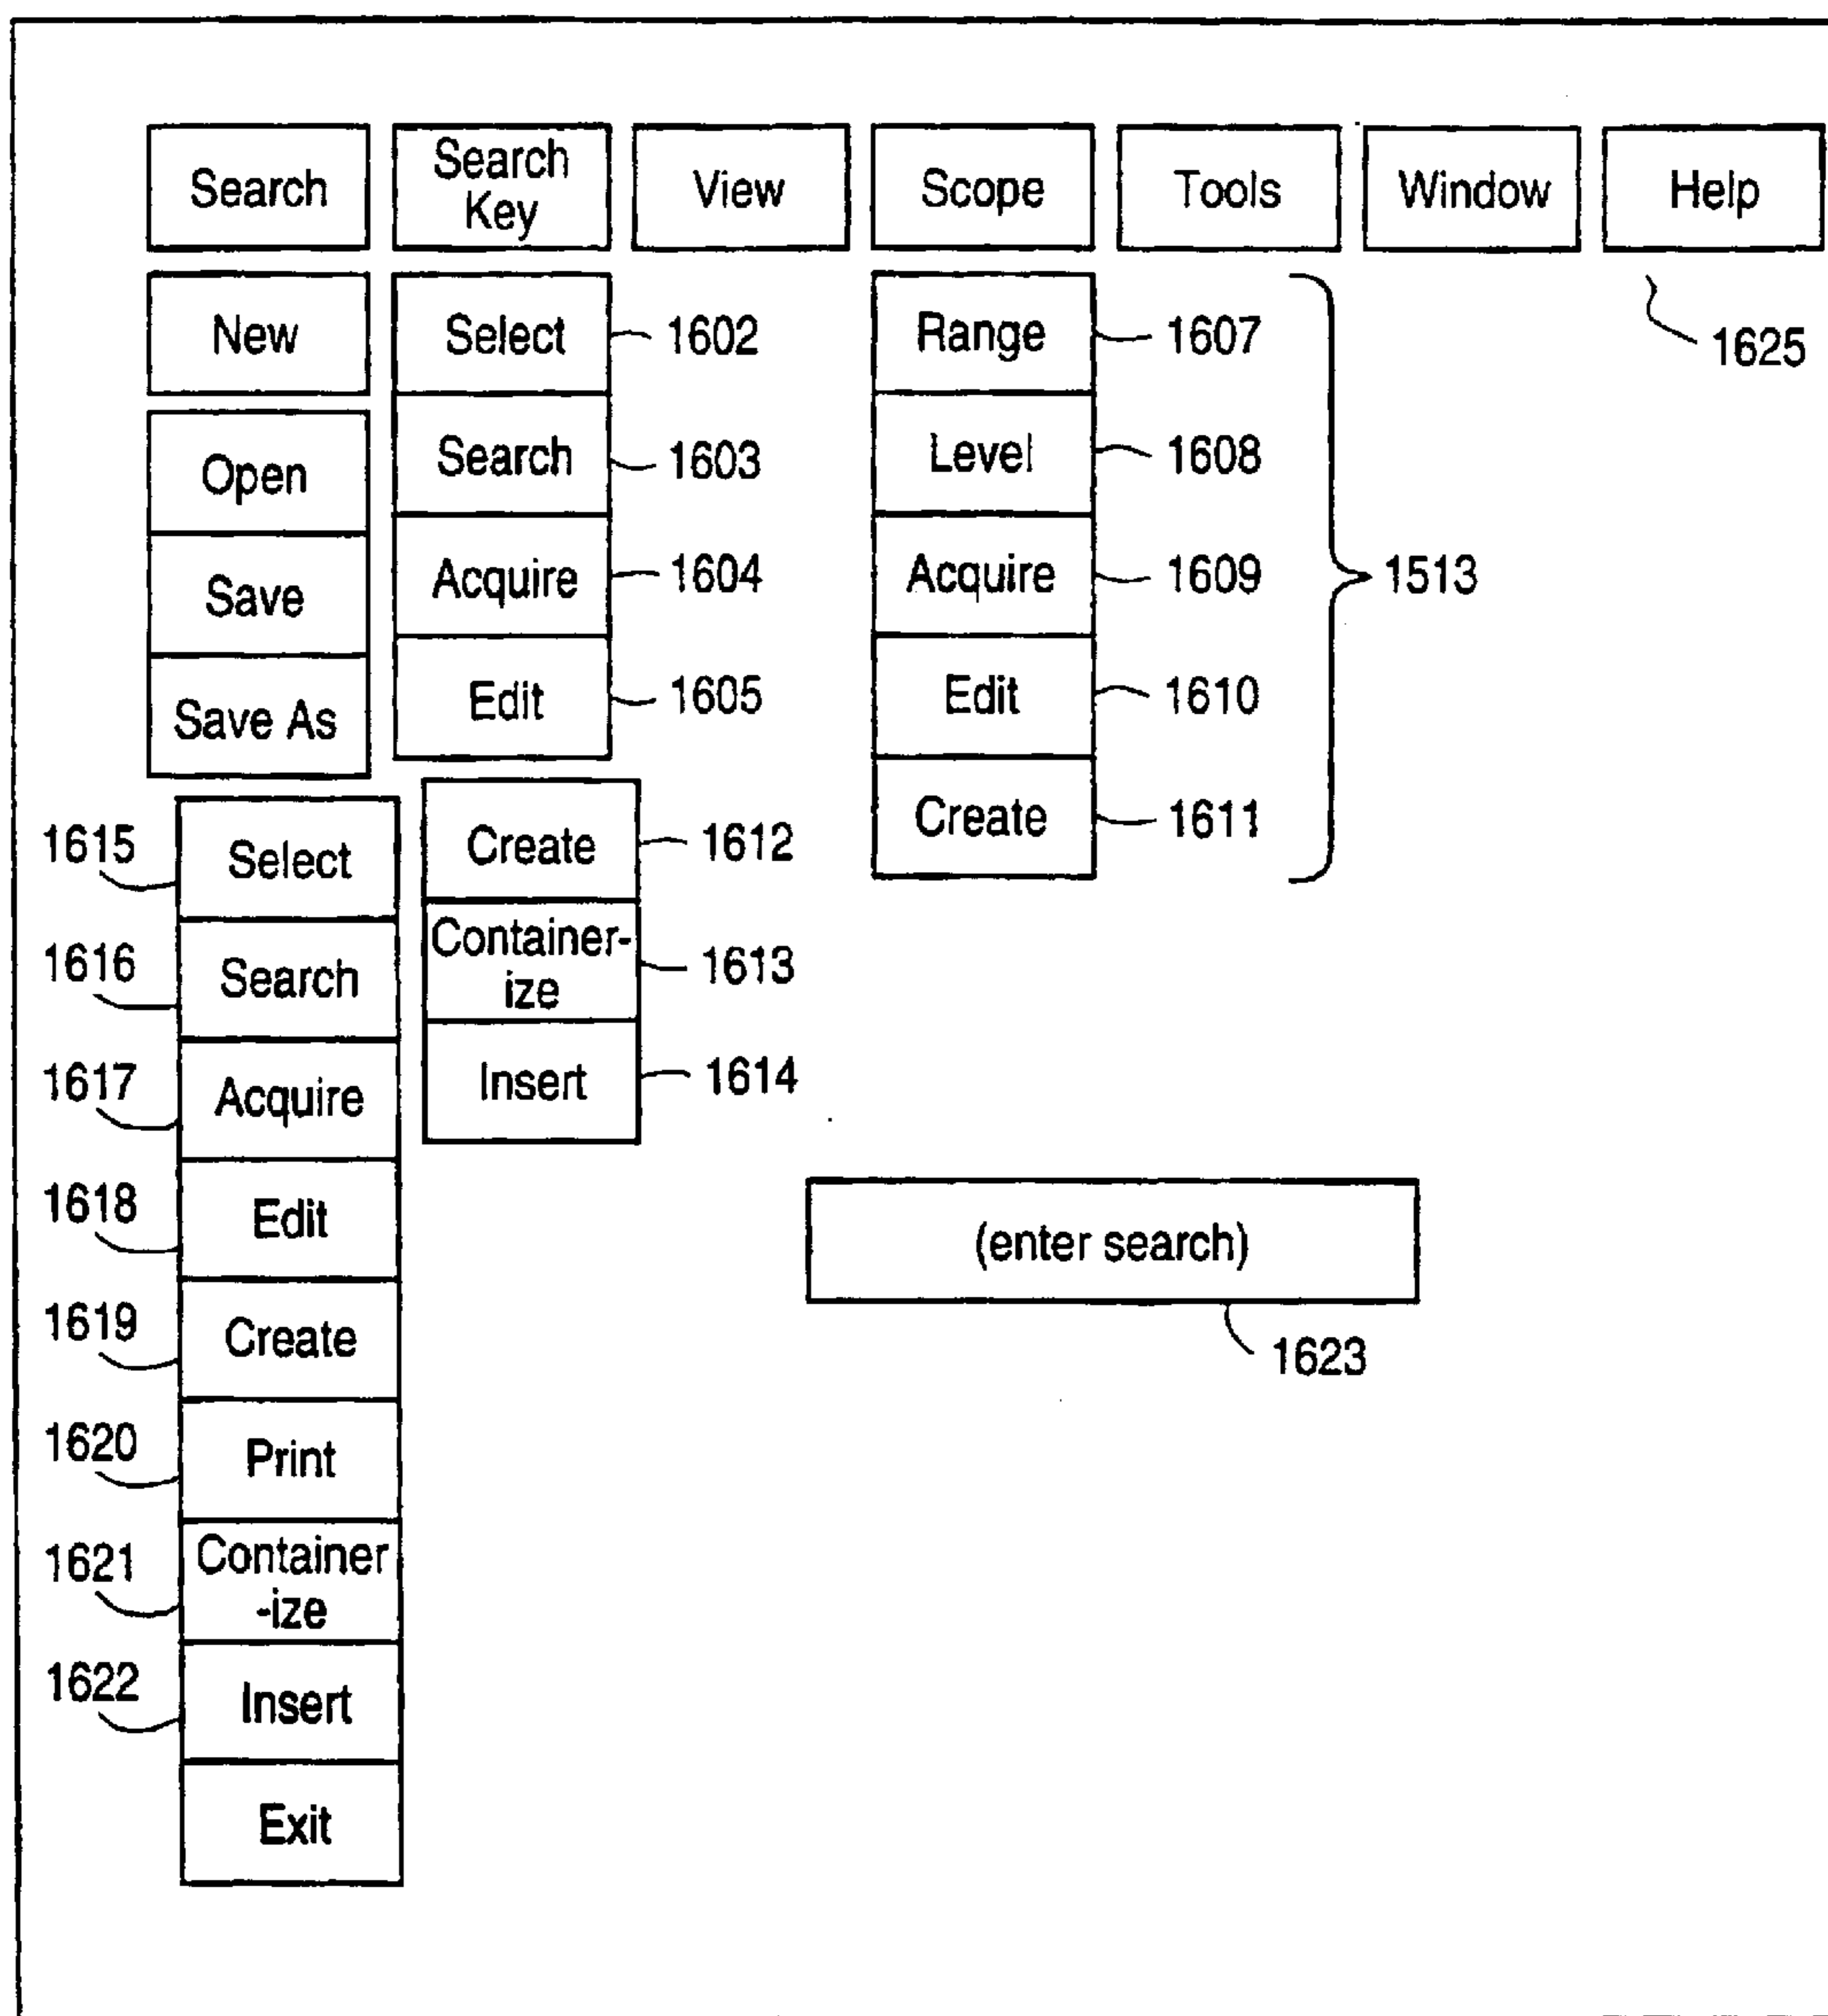 Search
Search
Key
View
Scope
Tools
Window
Help
1625
New
Open
Save
Save As
Select 1602
Search 1603
Acquire 1604
Edit 1605
Range 1607
Level 1608
Acquire 1609
Edit 1610
Create 1611
1513
1615 Select
1616 Search
1617 Acquire
1618 Edit
1619 Create
1620 Print
1621 Container
-ize
1622 Insert
Exit
Create 1612
Container-
ize 1613
Insert 1614
(enter search)
1623